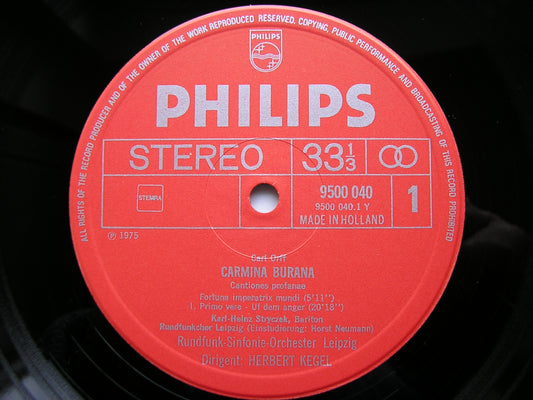 ALL RIGHTS OF THE RECORD PRODUCER AND OF THE OWNER OF THE WORK REPRODUCED RESERVED. COPYING, PUBLIC PERFORMANCE AND BROADCASTING OF THIS RECORD PROHIBITED
PHILIPS
PHILIPS
STEREO 33 1/3
STEMRA
9500 040
9500 040.1 Y
MADE IN HOLLAND
1
℗ 1975
Carl Orff
CARMINA BURANA
Cantiones profanae
Fortuna imperatrix mundi (5'11")
I. Primo vere - Uf dem anger (20'18")
Karl-Heinz Stryczek, Bariton
Rundfunkchor Leipzig (Einstudierung: Horst Neumann)
Rundfunk-Sinfonie-Orchester Leipzig
Dirigent: HERBERT KEGEL